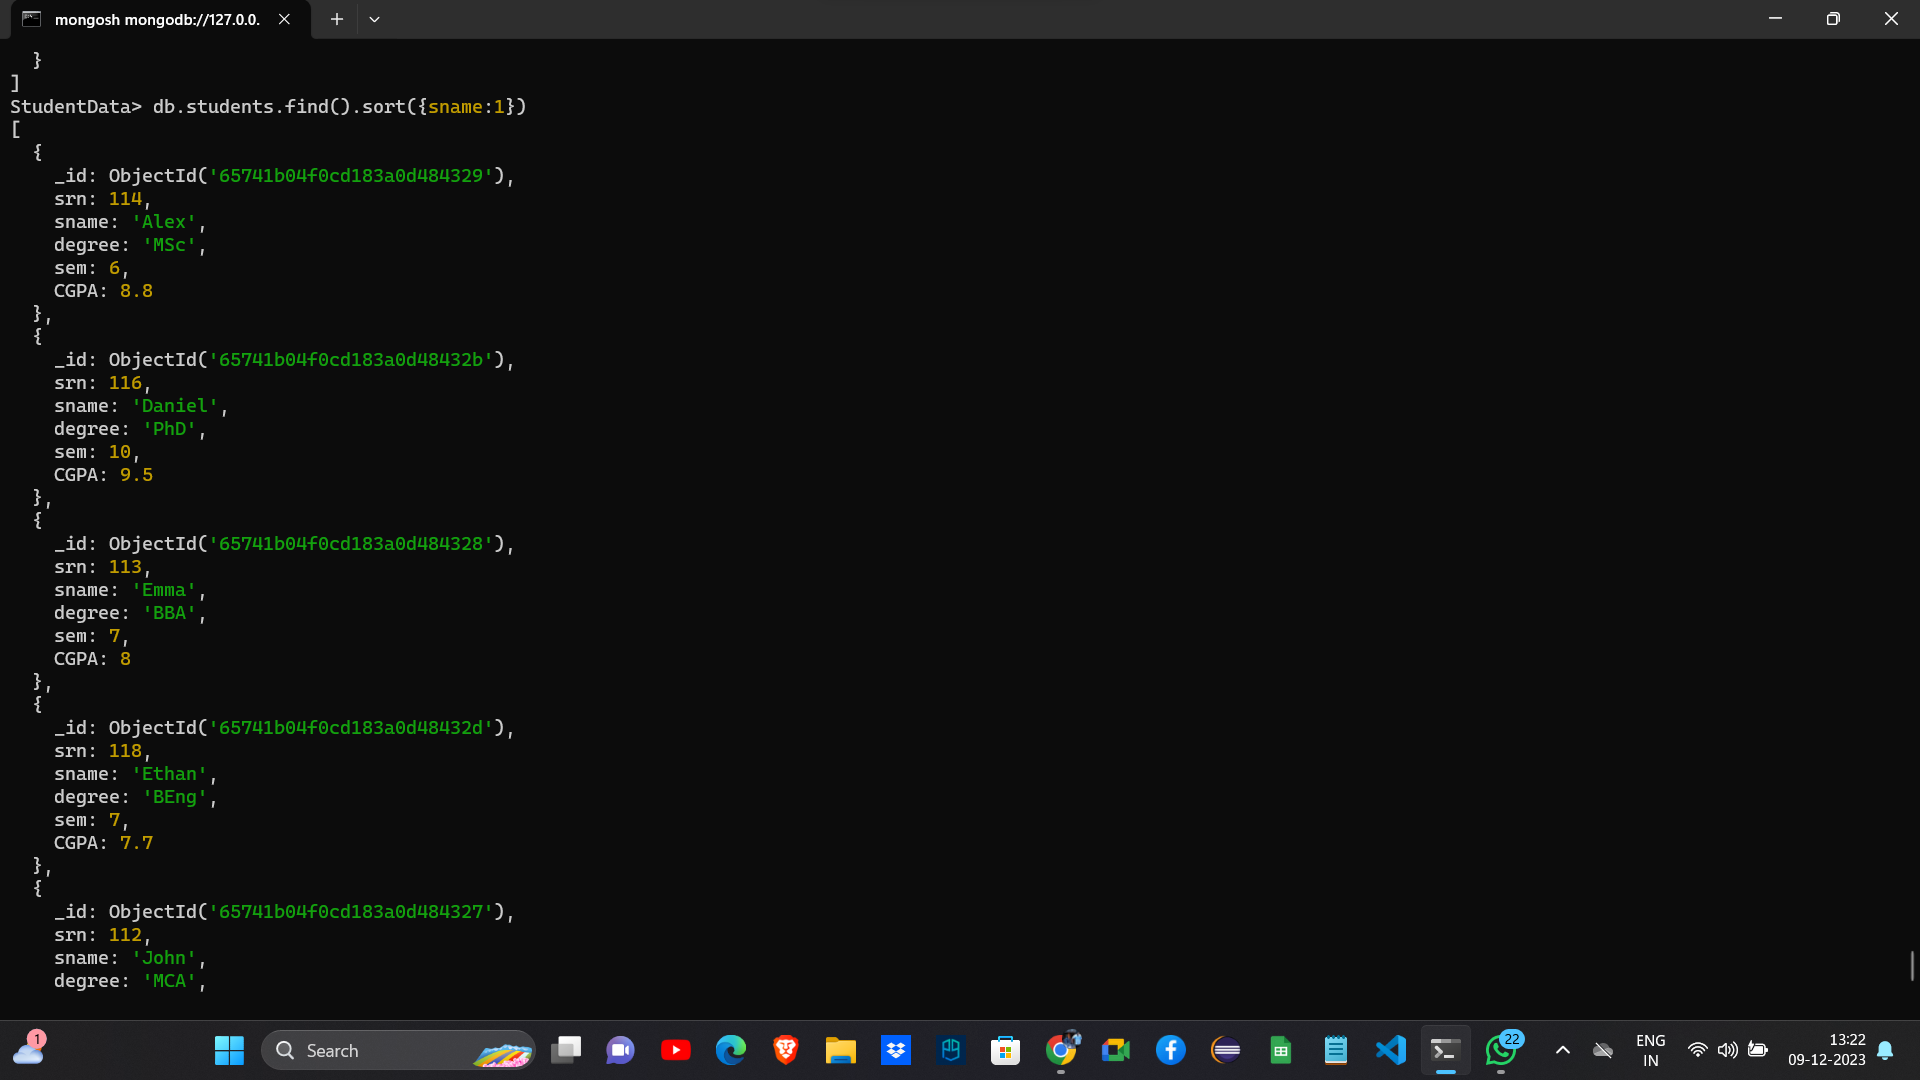 mongosh mongodb://127.0.0.
  }
]
StudentData> db.students.find().sort({sname:1})
[
  {
    _id: ObjectId('65741b04f0cd183a0d484329'),
    srn: 114,
    sname: 'Alex',
    degree: 'MSc',
    sem: 6,
    CGPA: 8.8
  },
  {
    _id: ObjectId('65741b04f0cd183a0d48432b'),
    srn: 116,
    sname: 'Daniel',
    degree: 'PhD',
    sem: 10,
    CGPA: 9.5
  },
  {
    _id: ObjectId('65741b04f0cd183a0d484328'),
    srn: 113,
    sname: 'Emma',
    degree: 'BBA',
    sem: 7,
    CGPA: 8
  },
  {
    _id: ObjectId('65741b04f0cd183a0d48432d'),
    srn: 118,
    sname: 'Ethan',
    degree: 'BEng',
    sem: 7,
    CGPA: 7.7
  },
  {
    _id: ObjectId('65741b04f0cd183a0d484327'),
    srn: 112,
    sname: 'John',
    degree: 'MCA',
1
Search
22
ENG
IN
13:22
09-12-2023